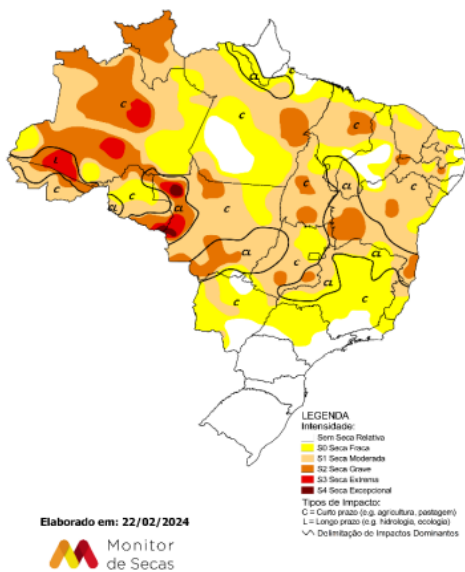 C
C
C
C
C
C
C
C
C
C
C
L
LEGENDA
Intensidade:
Sem Seca Relativa
S0 Seca Fraca
S1 Seca Moderada
S2 Seca Grave
S3 Seca Extrema
S4 Seca Excepcional
Tipos de Impacto:
C = Curto prazo (e.g. agricultura, pastagem)
L = Longo prazo (e.g. hidrologia, ecologia)
Delimitação de Impactos Dominantes
Elaborado em: 22/02/2024
Monitor
de Secas